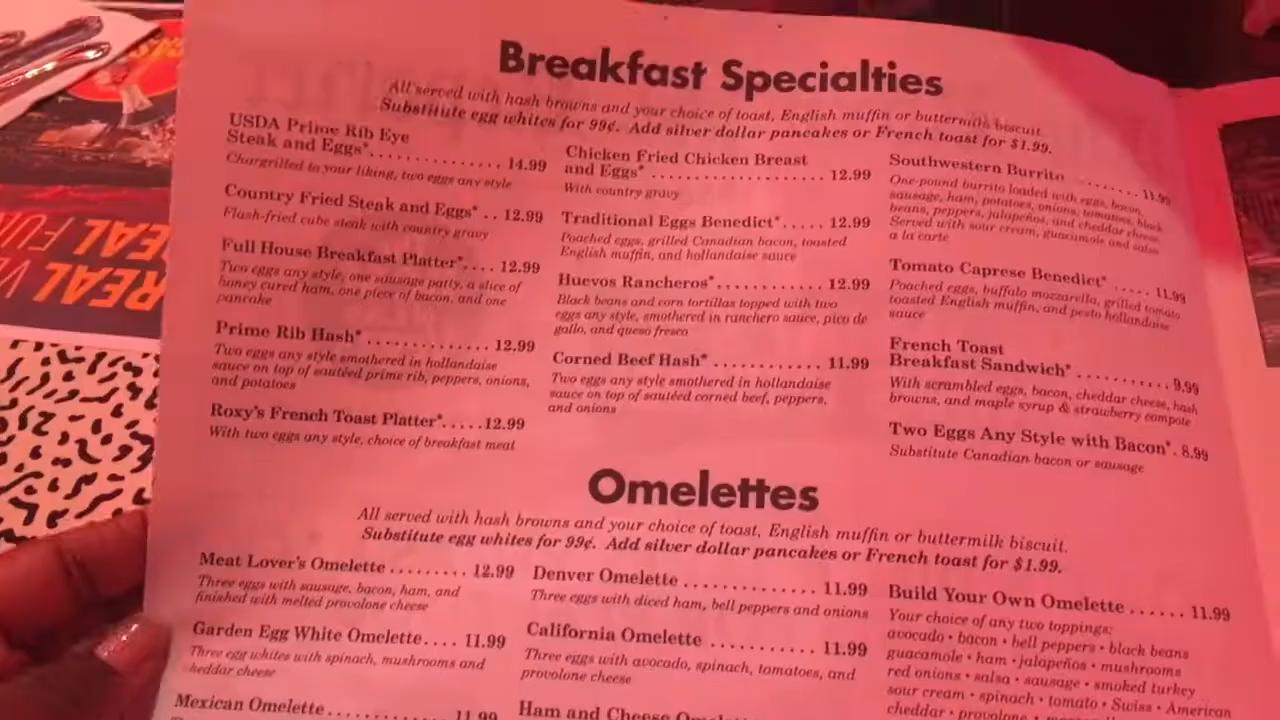 Breakfast Specialties
All served with hash browns and your choice of toast, English muffin or buttermilk biscuit.
Substitute egg whites for 99¢. Add silver dollar pancakes or French toast for $1.99.
USDA Prime Rib Eye
Steak and Eggs*.............14.99
Chargrilled to your liking, two eggs any style
Country Fried Steak and Eggs*..12.99
Flash-fried cube steak with country gravy
Full House Breakfast Platter*....12.99
Two eggs any style, one sausage patty, a slice of
honey cured ham, one piece of bacon, and one
pancake
Prime Rib Hash*.............12.99
Two eggs any style smothered in hollandaise
sauce on top of sautéed prime rib, peppers, onions,
and potatoes
Roxy's French Toast Platter*.....12.99
With two eggs any style, choice of breakfast meat
Chicken Fried Chicken Breast
and Eggs*...................12.99
With country gravy
Traditional Eggs Benedict*.....12.99
Poached eggs, grilled Canadian bacon, toasted
English muffin, and hollandaise sauce
Huevos Rancheros*............12.99
Black beans and corn tortillas topped with two
eggs any style, smothered in ranchero sauce, pico de
gallo, and queso fresco
Corned Beef Hash*............11.99
Two eggs any style smothered in hollandaise
sauce on top of sautéed corned beef, peppers,
and onions
Southwestern Burrito........11.99
One-pound burrito loaded with eggs, bacon,
sausage, ham, potatoes, onions, tomatoes, black
beans, peppers, jalapeños, and cheddar cheese.
Served with sour cream, guacamole and salsa
a la carte
Tomato Caprese Benedict*.....11.99
Poached eggs, buffalo mozzarella, grilled tomato
toasted English muffin, and pesto hollandaise
sauce
French Toast
Breakfast Sandwich*...........9.99
With scrambled eggs, bacon, cheddar cheese, hash
browns, and maple syrup & strawberry compote
Two Eggs Any Style with Bacon*.8.99
Substitute Canadian bacon or sausage
Omelettes
All served with hash browns and your choice of toast, English muffin or buttermilk biscuit.
Substitute egg whites for 99¢. Add silver dollar pancakes or French toast for $1.99.
Meat Lover's Omelette.........12.99
Three eggs with sausage, bacon, ham, and
finished with melted provolone cheese
Garden Egg White Omelette....11.99
Three egg whites with spinach, mushrooms and
cheddar cheese
Mexican Omelette.............11.99
Denver Omelette.............11.99
Three eggs with diced ham, bell peppers and onions
California Omelette...........11.99
Three eggs with avocado, spinach, tomatoes, and
provolone cheese
Ham and Cheese
Build Your Own Omelette......11.99
Your choice of any two toppings:
avocado • bacon • bell peppers • black beans
guacamole • ham • jalapeños • mushrooms
red onions • salsa • sausage • smoked turkey
sour cream • spinach • tomato • Swiss • American
cheddar • provolone
REAL
REAL